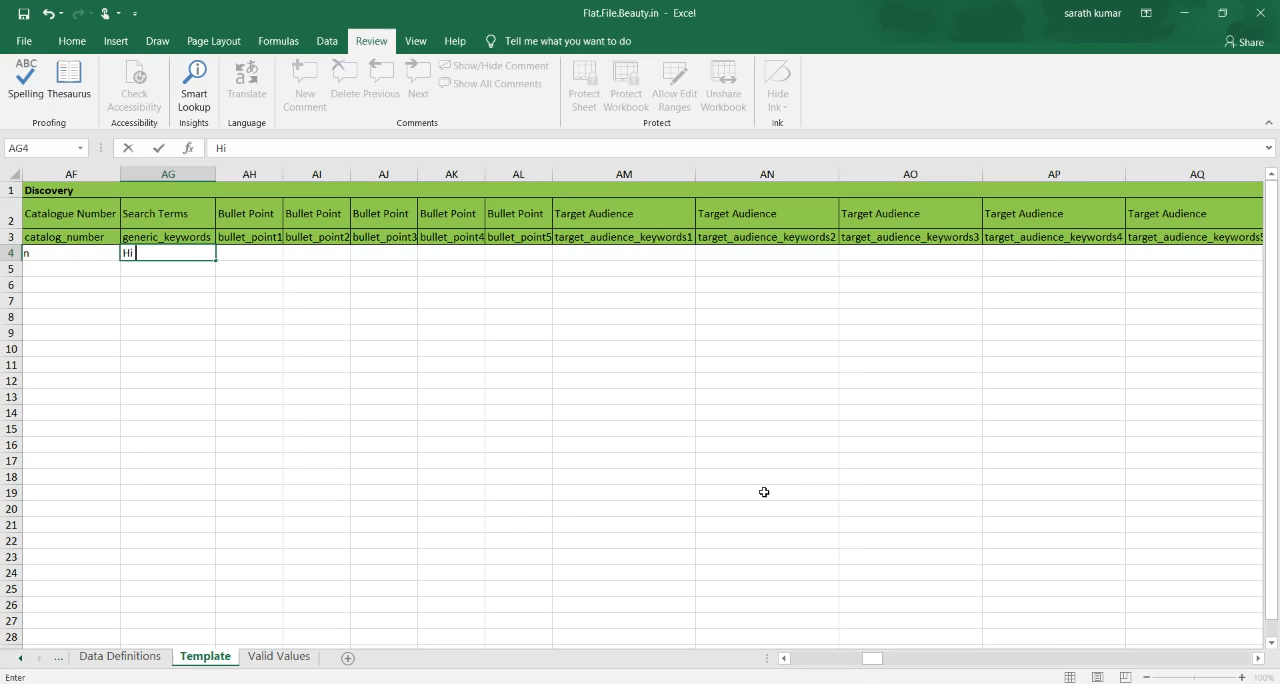 Flat.File.Beauty.in - Excel
sarath kumar
File Home Insert Draw Page Layout Formulas Data Review View Help Tell me what you want to do Share
ABC
Spelling Thesaurus
Check Accessibility
Smart Lookup
Translate
New Comment
Delete Previous Next
Show/Hide Comment
Show All Comments
Protect Sheet
Protect Workbook
Allow Edit Ranges
Unshare Workbook
Hide Ink
Proofing Accessibility Insights Language Comments Protect Ink
AG4 fx Hi
AF AG AH AI AJ AK AL AM AN AO AP AQ
1 Discovery
2 Catalogue Number Search Terms Bullet Point Bullet Point Bullet Point Bullet Point Bullet Point Target Audience Target Audience Target Audience Target Audience Target Audience
3 catalog_number generic_keywords bullet_point1 bullet_point2 bullet_point3 bullet_point4 bullet_point5 target_audience_keywords1 target_audience_keywords2 target_audience_keywords3 target_audience_keywords4 target_audience_keywords5
4 n Hi
5
6
7
8
9
10
11
12
13
14
15
16
17
18
19
20
21
22
23
24
25
26
27
28
... Data Definitions Template Valid Values
Enter 100%